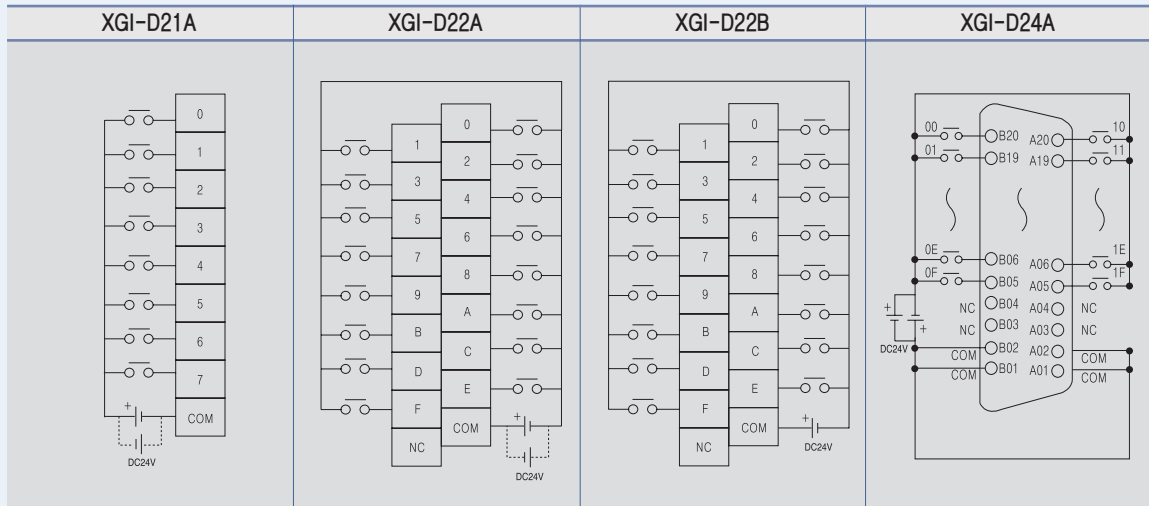 XGI-D21A XGI-D22A XGI-D22B XGI-D24A
0
1
2
3
4
5
6
7
COM
+
DC24V
0
1
2
3
4
5
6
7
8
9
A
B
C
D
E
F
COM
NC
+
DC24V
0
1
2
3
4
5
6
7
8
9
A
B
C
D
E
F
COM
NC
+
DC24V
00 B20 A20 10
01 B19 A19 11
0E B06 A06 1E
0F B05 A05 1F
NC B04 A04 NC
NC B03 A03 NC
+ +
DC24V
COM B02 A02 COM
COM B01 A01 COM